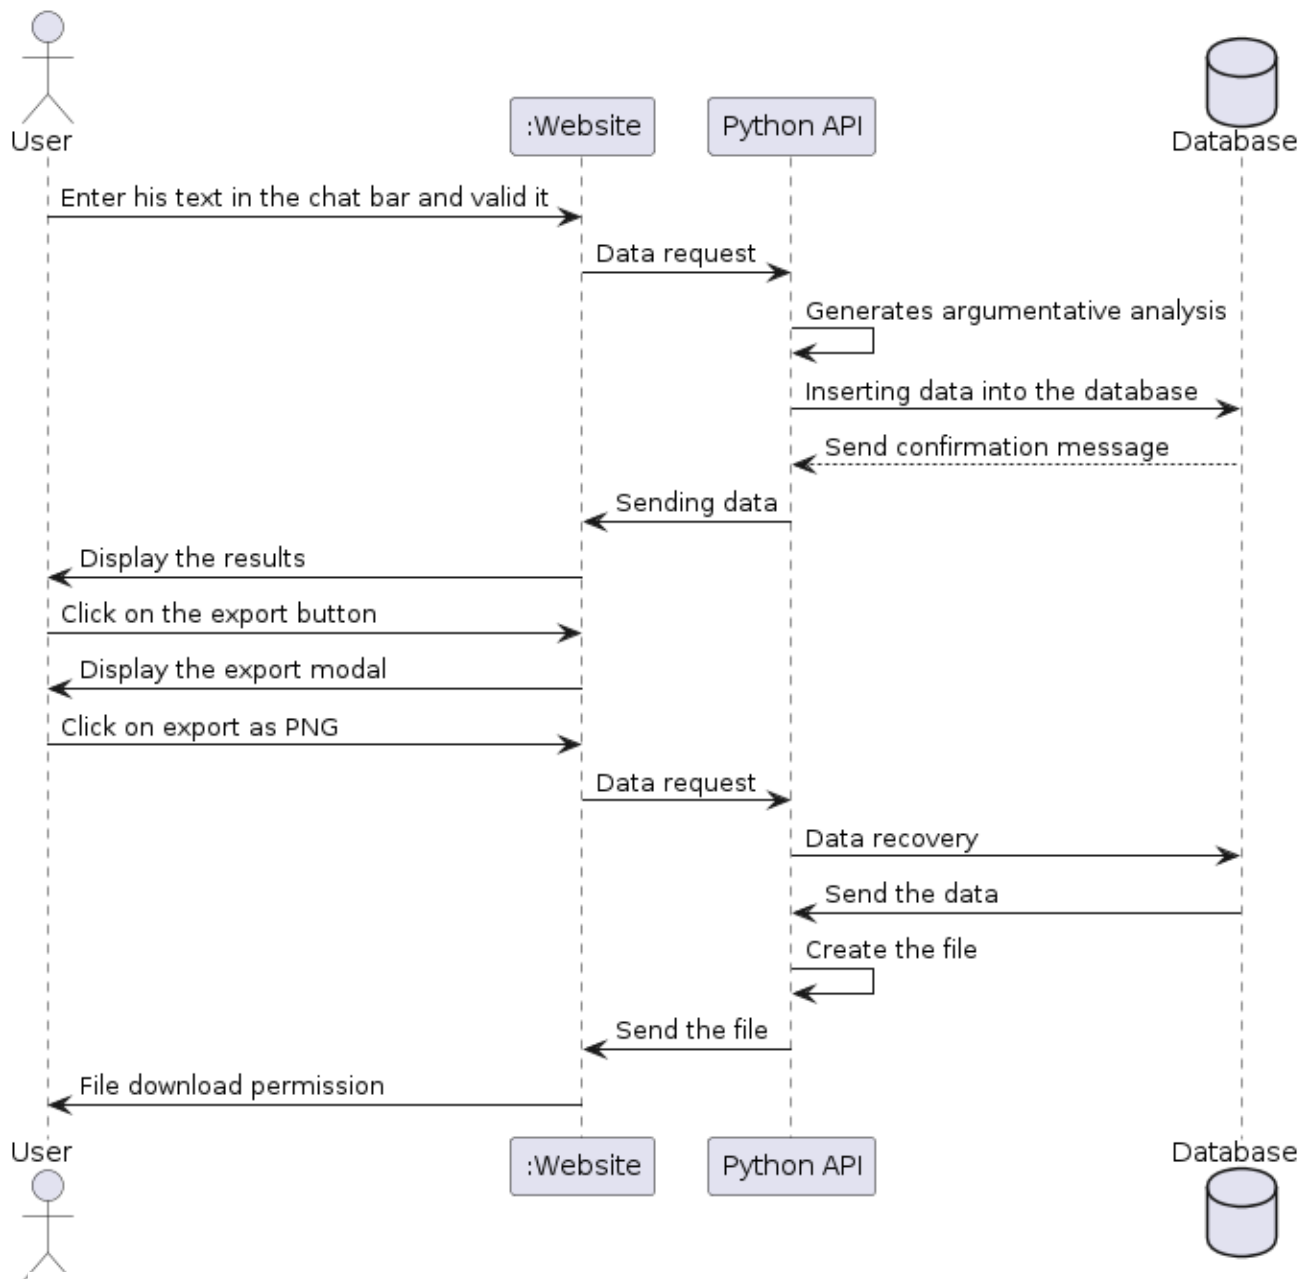 User
:Website
Python API
Database
Enter his text in the chat bar and valid it
Data request
Generates argumentative analysis
Inserting data into the database
Send confirmation message
Sending data
Display the results
Click on the export button
Display the export modal
Click on export as PNG
Data request
Data recovery
Send the data
Create the file
Send the file
File download permission
User
:Website
Python API
Database